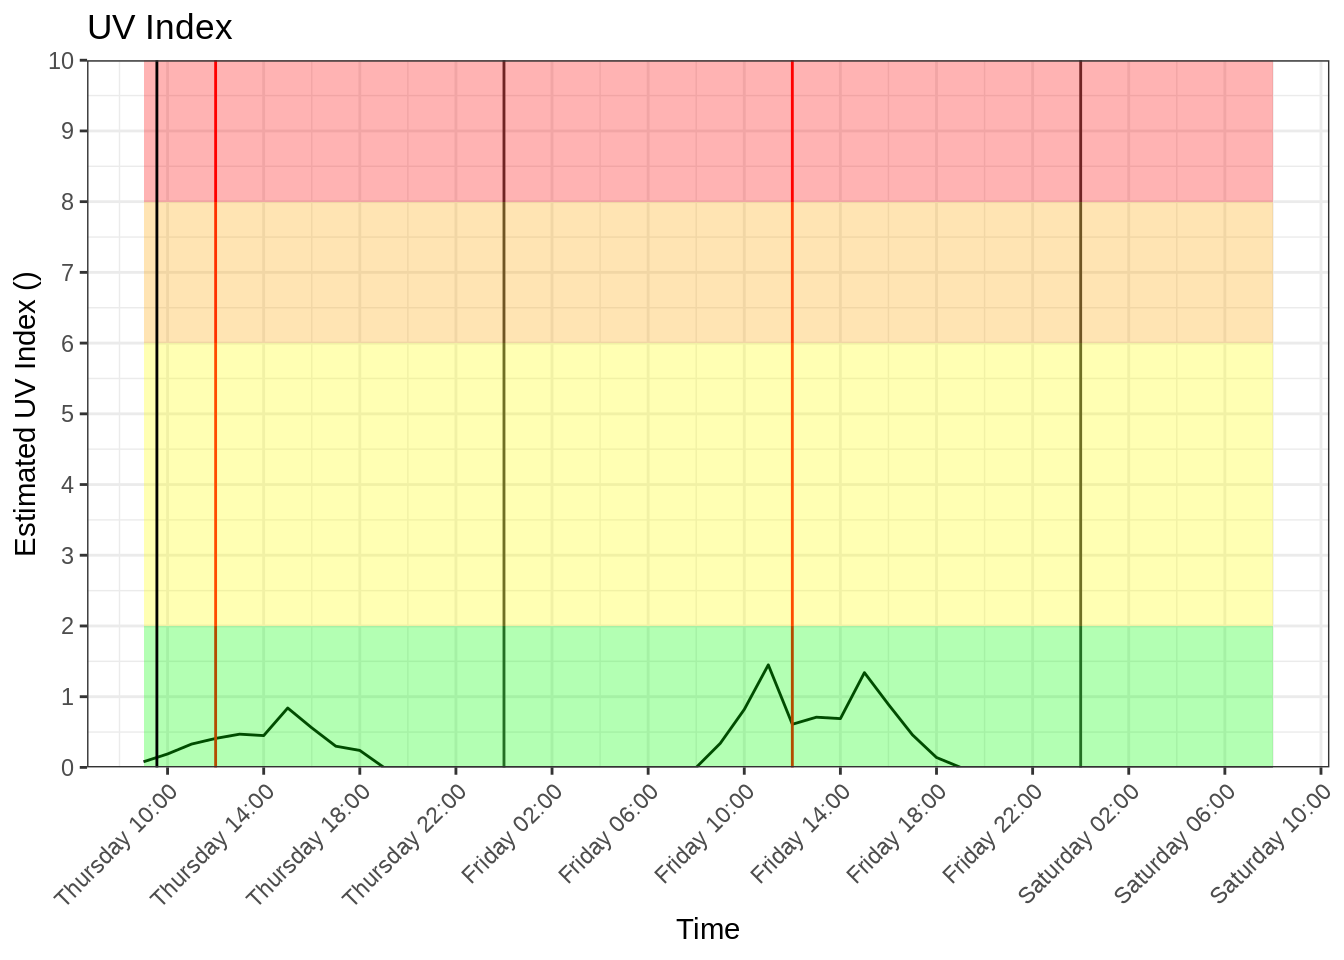 UV Index
Estimated UV Index ()
10
9
8
7
6
5
4
3
2
1
0
Thursday 10:00
Thursday 14:00
Thursday 18:00
Thursday 22:00
Friday 02:00
Friday 06:00
Friday 10:00
Friday 14:00
Friday 18:00
Friday 22:00
Saturday 02:00
Saturday 06:00
Saturday 10:00
Time